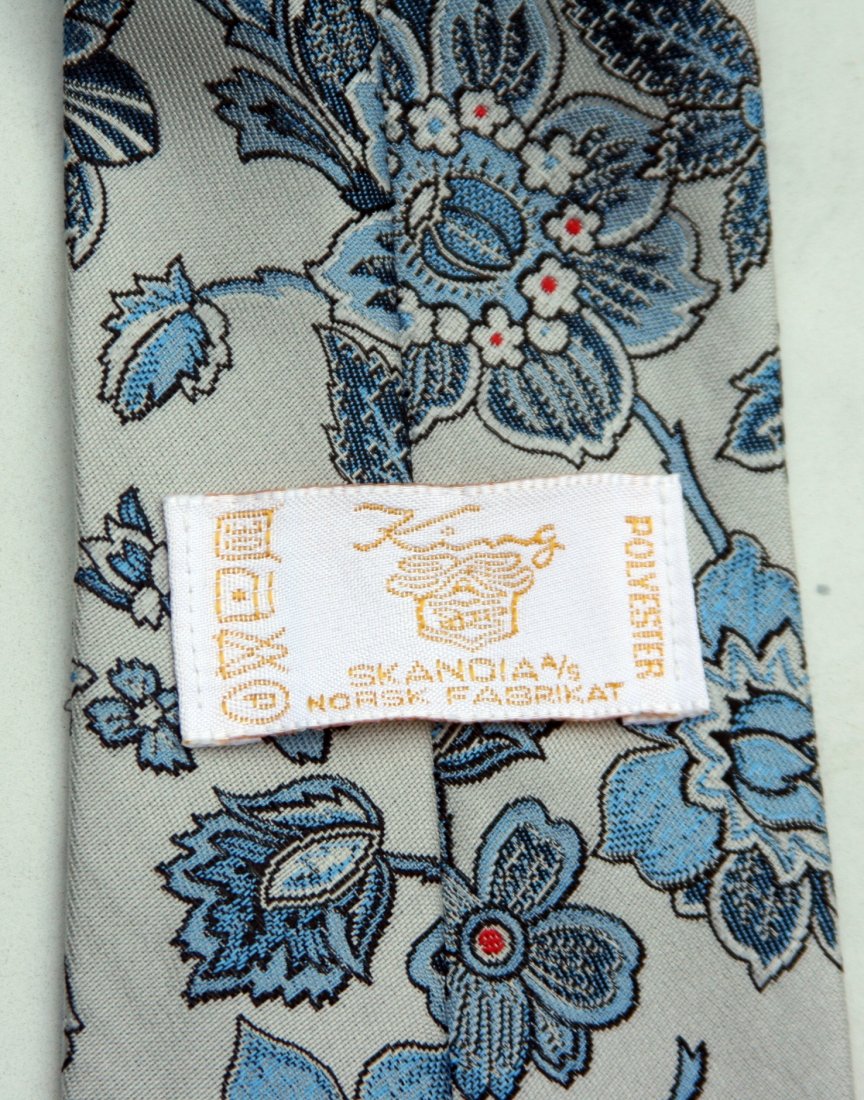 King
SKANDIA A/S
NORSK FABRIKAT
POLYESTER